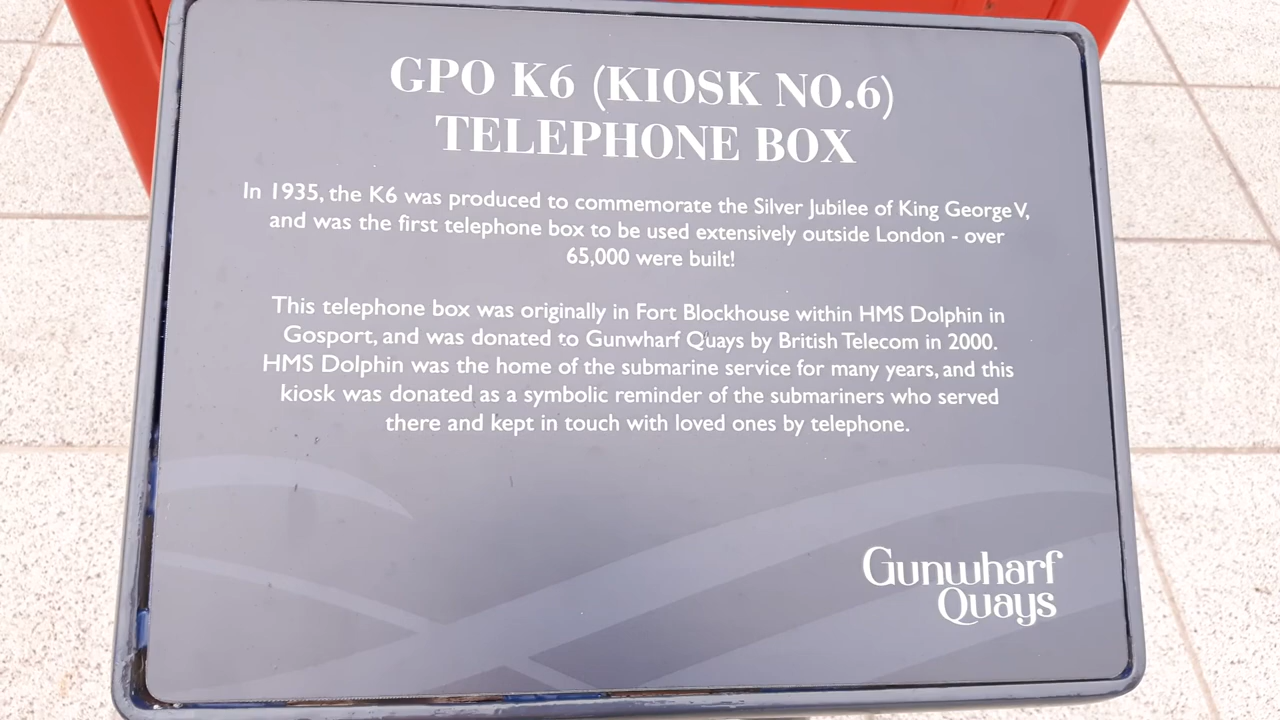 GPO K6 (KIOSK NO.6)
TELEPHONE BOX
In 1935, the K6 was produced to commemorate the Silver Jubilee of King George V,
and was the first telephone box to be used extensively outside London - over
65,000 were built!
This telephone box was originally in Fort Blockhouse within HMS Dolphin in
Gosport, and was donated to Gunwharf Quays by British Telecom in 2000.
HMS Dolphin was the home of the submarine service for many years, and this
kiosk was donated as a symbolic reminder of the submariners who served
there and kept in touch with loved ones by telephone.
Gunwharf
Quays